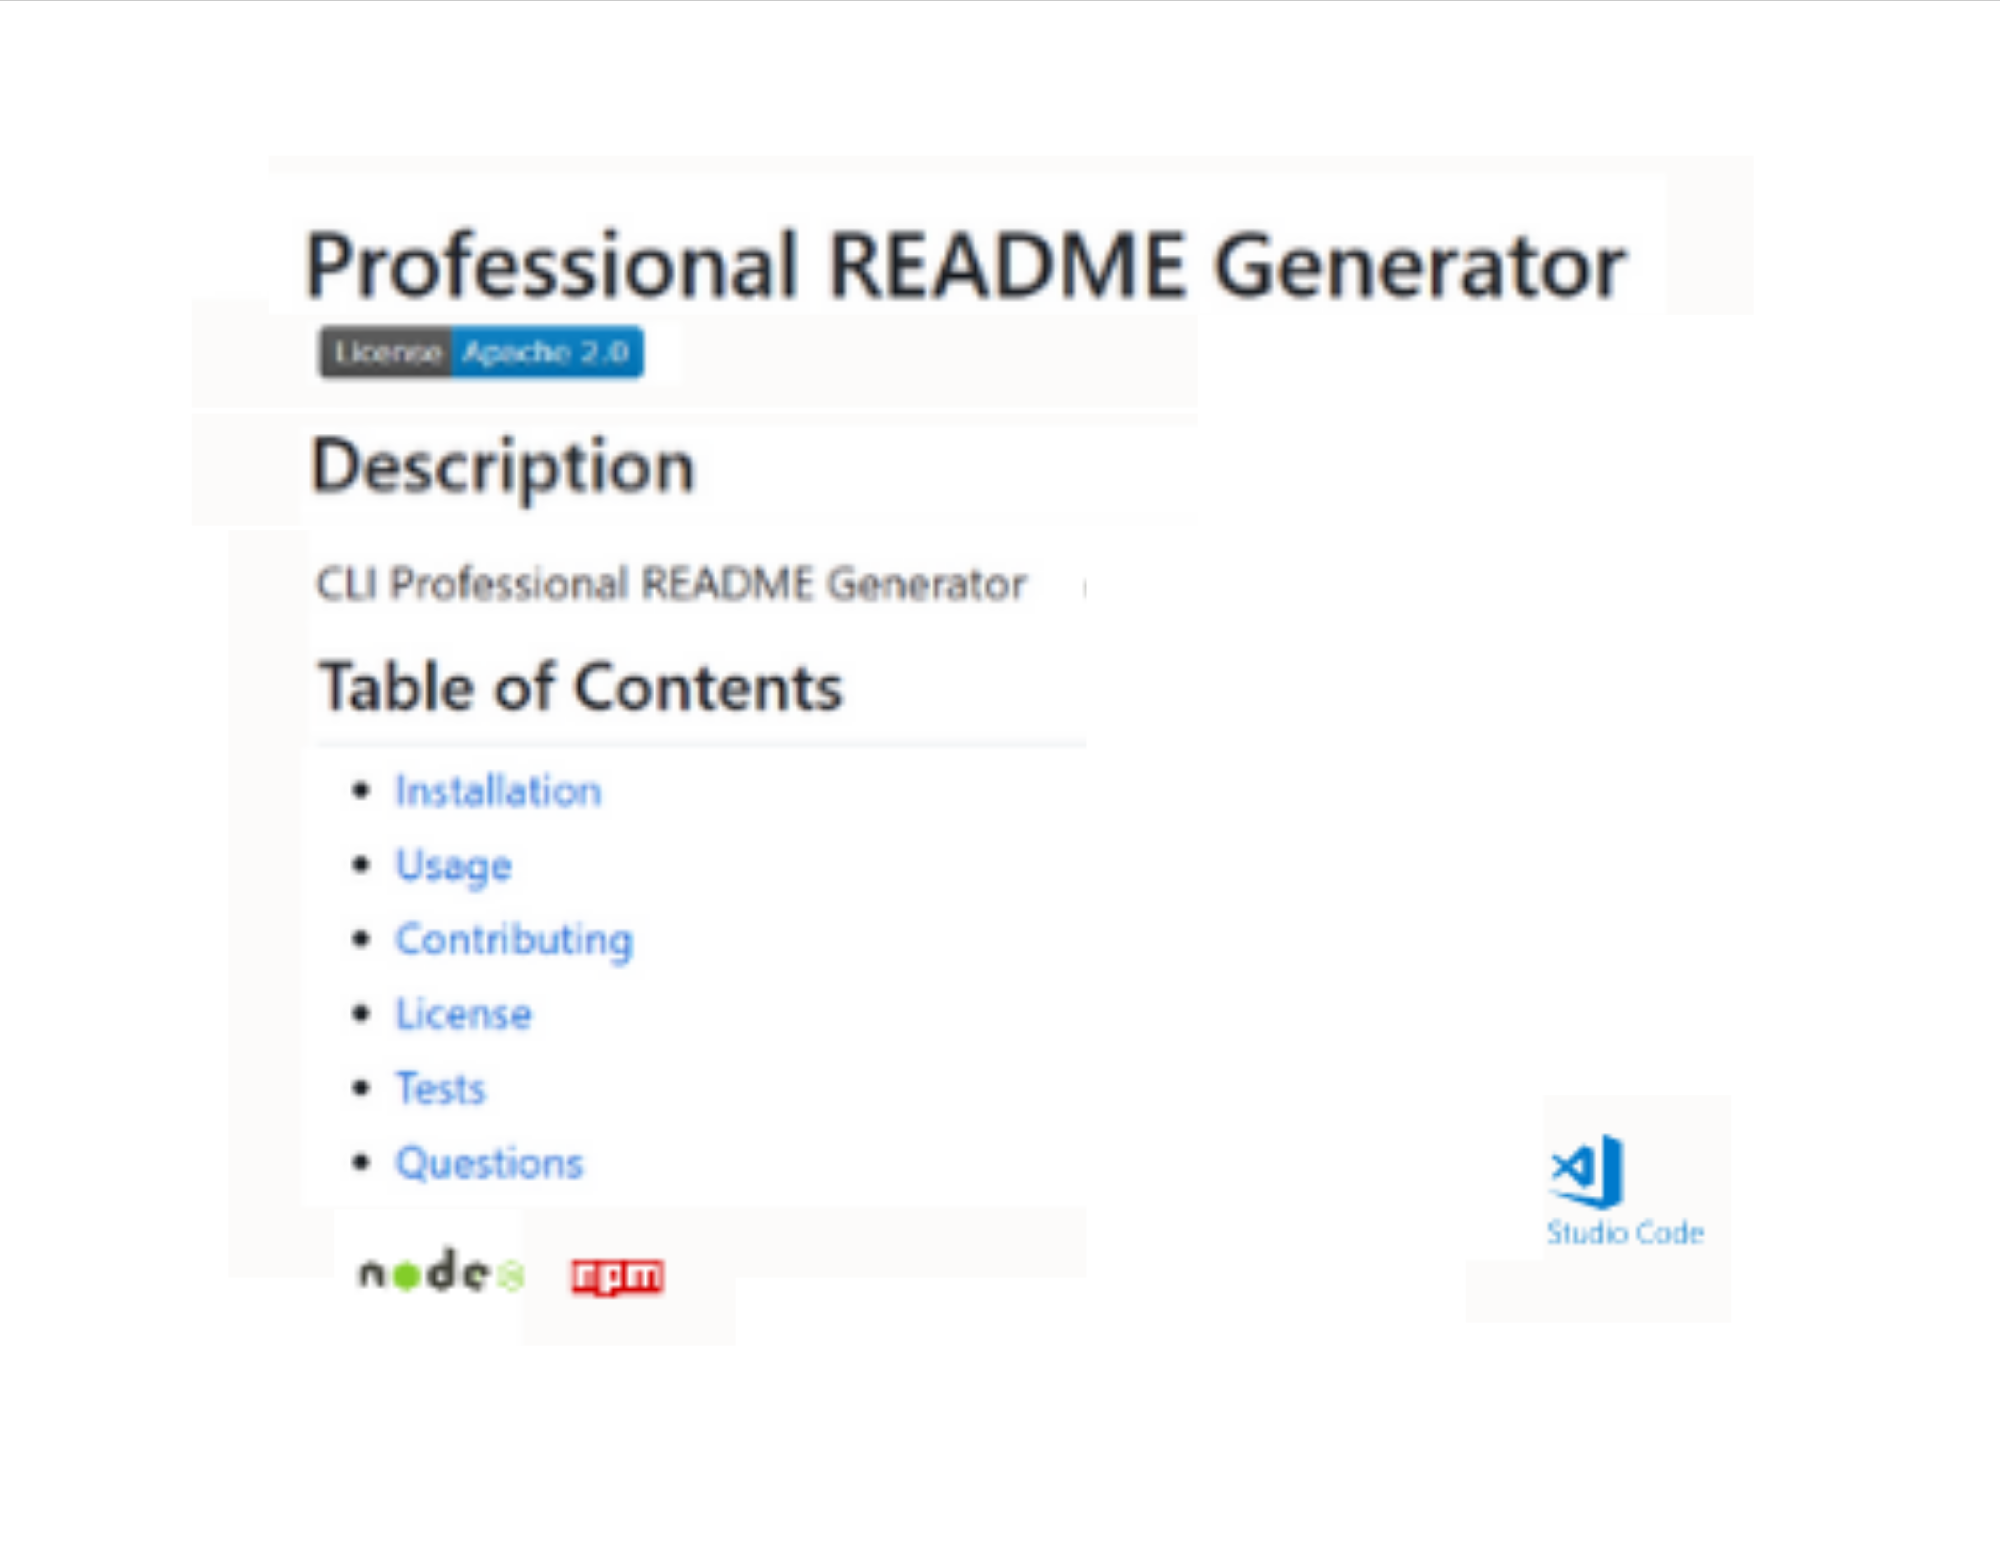 Professional README Generator
License Apache 2.0
Description
CLI Professional README Generator
Table of Contents
• Installation
• Usage
• Contributing
• License
• Tests
• Questions
Studio Code
node
npm